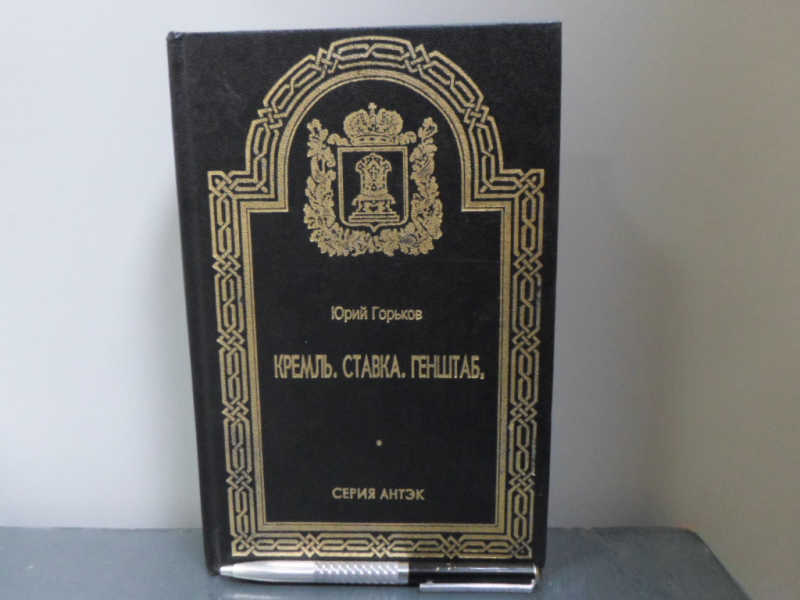 Юрий Горьков
КРЕМЛЬ. СТАВКА. ГЕНШТАБ.
СЕРИЯ АНТЭК